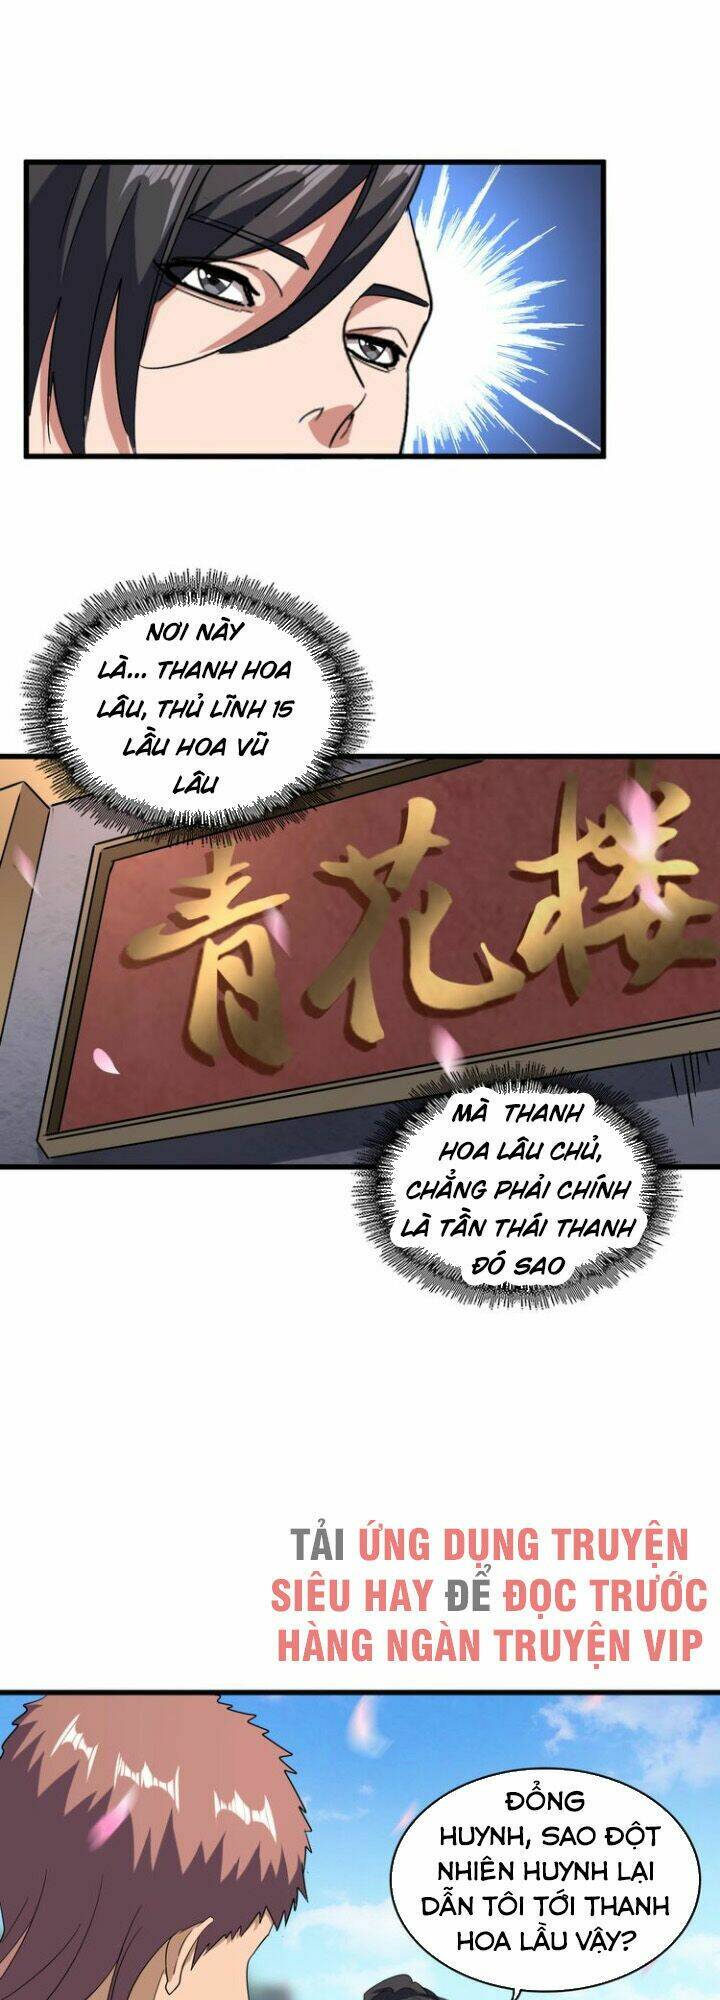 NƠI NÀY
LÀ... THANH HOA
LÂU, THỦ LĨNH 15
LẦU HOA VŨ
LÂU
青花楼
MÀ THANH
HOA LÂU CHỦ,
CHẲNG PHẢI CHÍNH
LÀ TẦN THÁI THANH
ĐÓ SAO
TẢI ỨNG DỤNG TRUYỆN
SIÊU HAY ĐỂ ĐỌC TRƯỚC
HÀNG NGÀN TRUYỆN VIP
ĐỔNG
HUYNH, SAO ĐỘT
NHIÊN HUYNH LẠI
DẪN TÔI TỚI THANH
HOA LẦU VẬY?